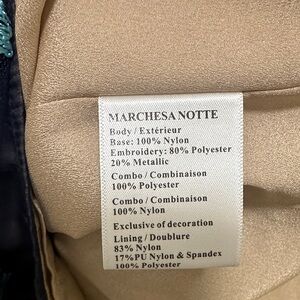 MARCHESA NOTTE
Body / Extérieur
Base: 100% Nylon
Embroidery: 80% Polyester
20% Metallic
Combo / Combinaison
100% Polyester
Combo / Combinaison
100% Nylon
Exclusive of decoration
Lining / Doublure
83% Nylon
17%PU Nylon & Spandex
100% Polyester